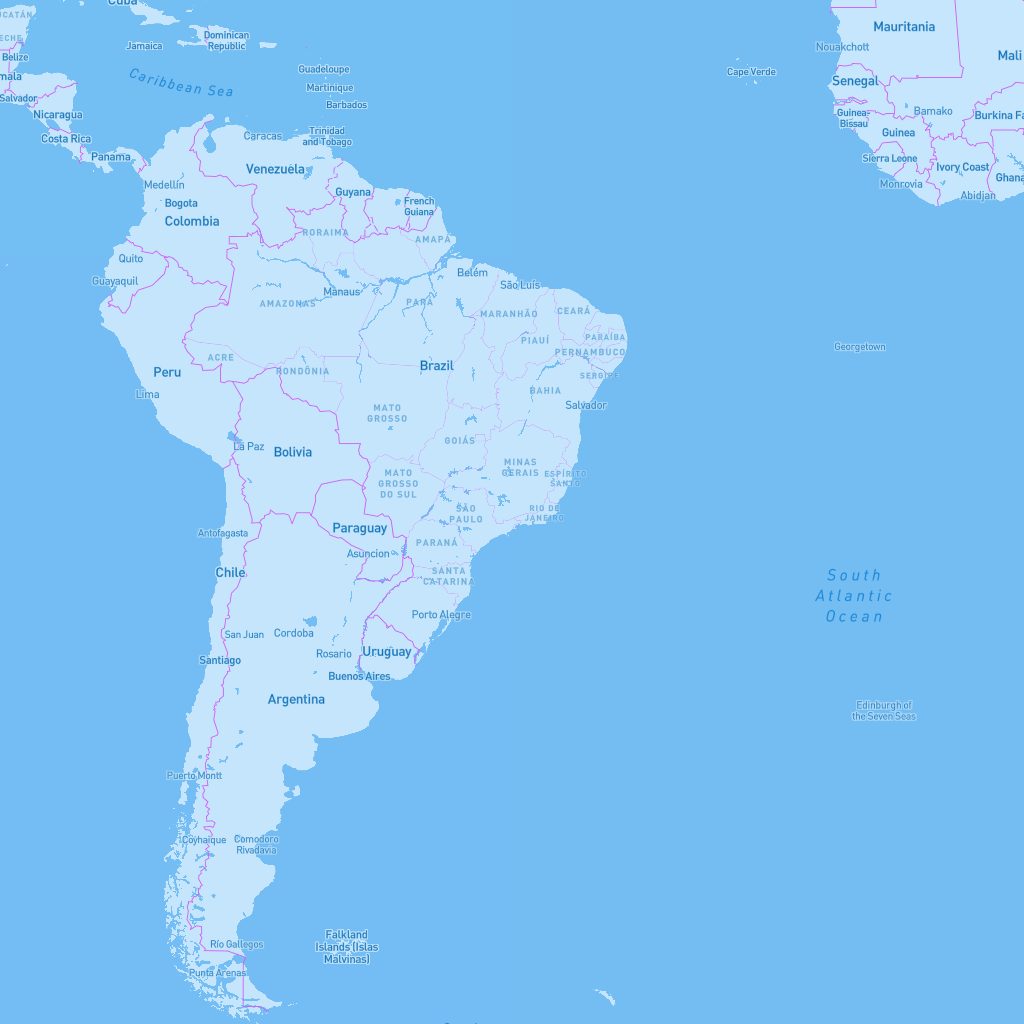 Cuba
UCATÁN
ECHE
Belize
mala
Salvador
Nicaragua
Costa Rica
Panama
Jamaica
Dominican
Republic
Caribbean Sea
Guadeloupe
Martinique
Barbados
Trinidad
and Tobago
Caracas
Venezuela
Medellín
Bogota
Colombia
Guyana
French
Guiana
RORAIMA
AMAPÁ
Quito
Guayaquil
Manaus
AMAZONAS
Belém
São Luís
PARÁ
MARANHÃO
CEARÁ
PIAUÍ
PARAÍBA
PERNAMBUCO
SERGIPE
ACRE
RONDÔNIA
Brazil
Peru
Lima
BAHIA
Salvador
MATO
GROSSO
GOIÁS
La Paz
Bolivia
MINAS
GERAIS
ESPÍRITO
SANTO
MATO
GROSSO
DO SUL
SÃO
PAULO
RIO DE
JANEIRO
Antofagasta
Paraguay
Asuncion
PARANÁ
Chile
SANTA
CATARINA
Porto Alegre
San Juan
Cordoba
Rosario
Uruguay
Santiago
Buenos Aires
Argentina
Puerto Montt
Coyhaique
Comodoro
Rivadavia
Río Gallegos
Punta Arenas
Falkland
Islands (Islas
Malvinas)
Mauritania
Nouakchott
Mali
Cape Verde
Senegal
Guinea-
Bissau
Bamako
Burkina Fa
Guinea
Sierra Leone
Ivory Coast
Ghana
Monrovia
Abidjan
Georgetown
South
Atlantic
Ocean
Edinburgh of
the Seven Seas